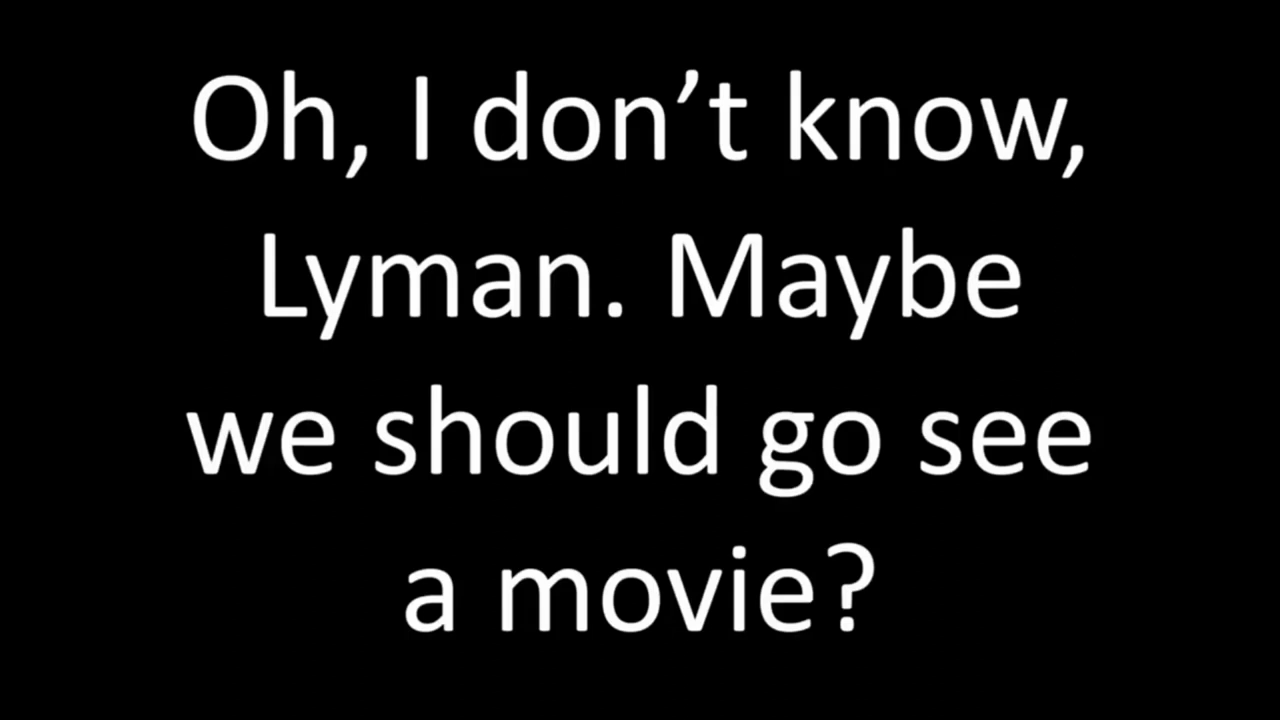 Oh, I don’t know,
Lyman. Maybe
we should go see
a movie?